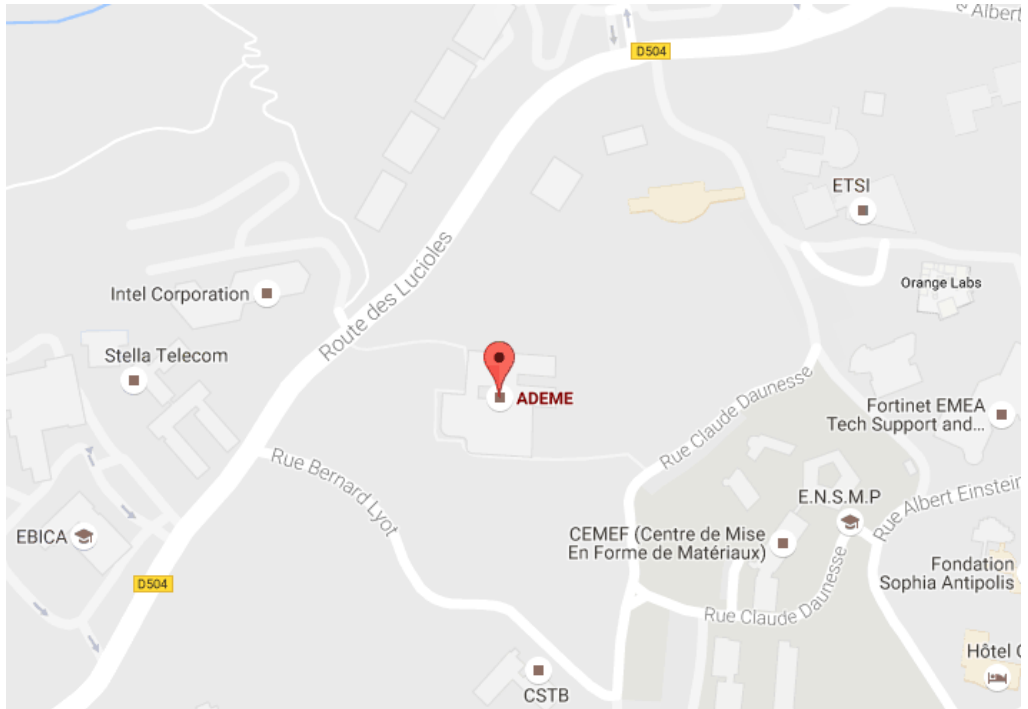 a Albert
D504
ETSI
Route des Lucioles
Orange Labs
Intel Corporation
Stella Telecom
ADEME
Rue Claude Daunesse
Fortinet EMEA
Tech Support and...
Rue Bernard Lyot
E.N.S.M.P
Rue Albert Einstein
EBICA
CEMEF (Centre de Mise
En Forme de Matériaux)
Fondation
Sophia Antipolis
D504
Rue Claude Daunesse
Hôtel
CSTB